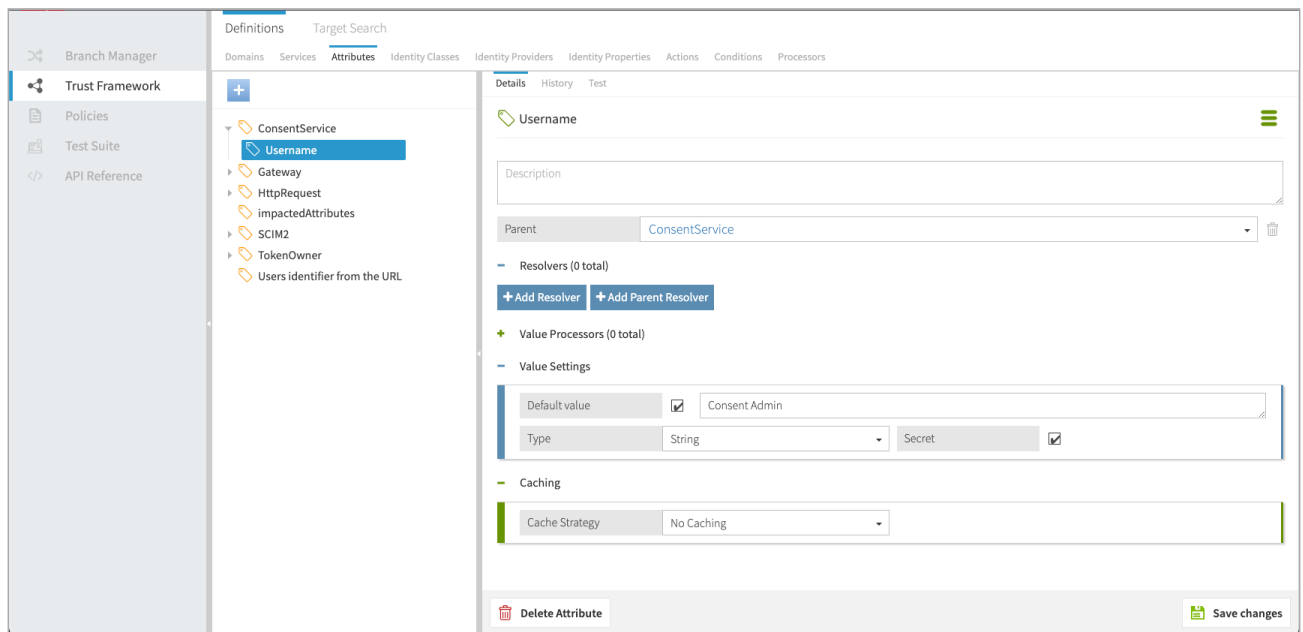 Definitions Target Search
Branch Manager
Trust Framework
Policies
Test Suite
API Reference
Domains Services Attributes Identity Classes Identity Providers Identity Properties Actions Conditions Processors
+
ConsentService
Username
Gateway
HttpRequest
impactedAttributes
SCIM2
TokenOwner
Users identifier from the URL
Details History Test
Username
Description
Parent ConsentService
Resolvers (0 total)
+ Add Resolver + Add Parent Resolver
Value Processors (0 total)
Value Settings
Default value Consent Admin
Type String Secret
Caching
Cache Strategy No Caching
Delete Attribute Save changes